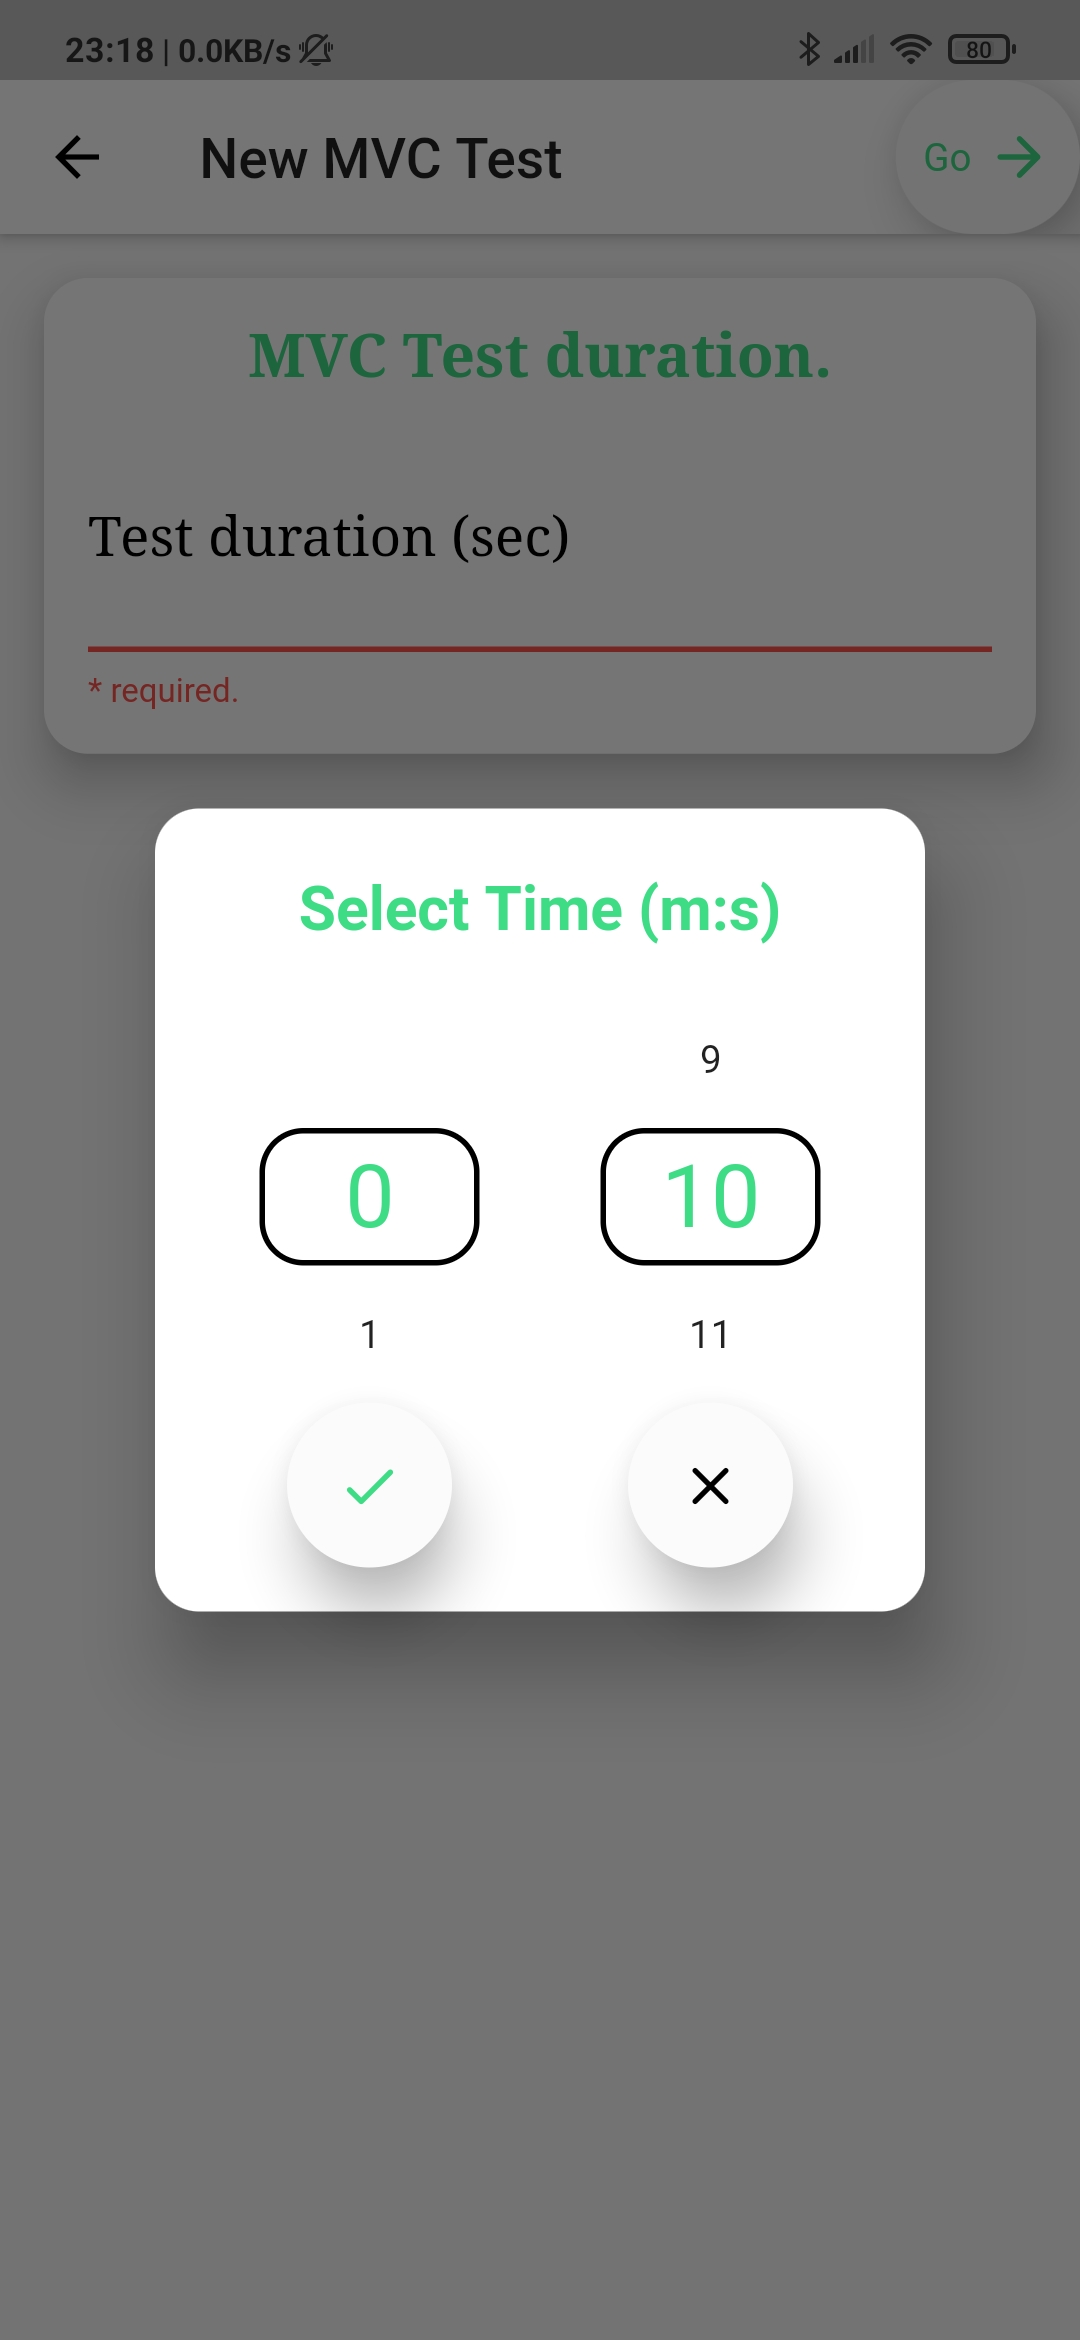 23:18 | 0.0KB/s 80
New MVC Test Go
MVC Test duration.
Test duration (sec)
* required.
Select Time (m:s)
9
0 10
1 11